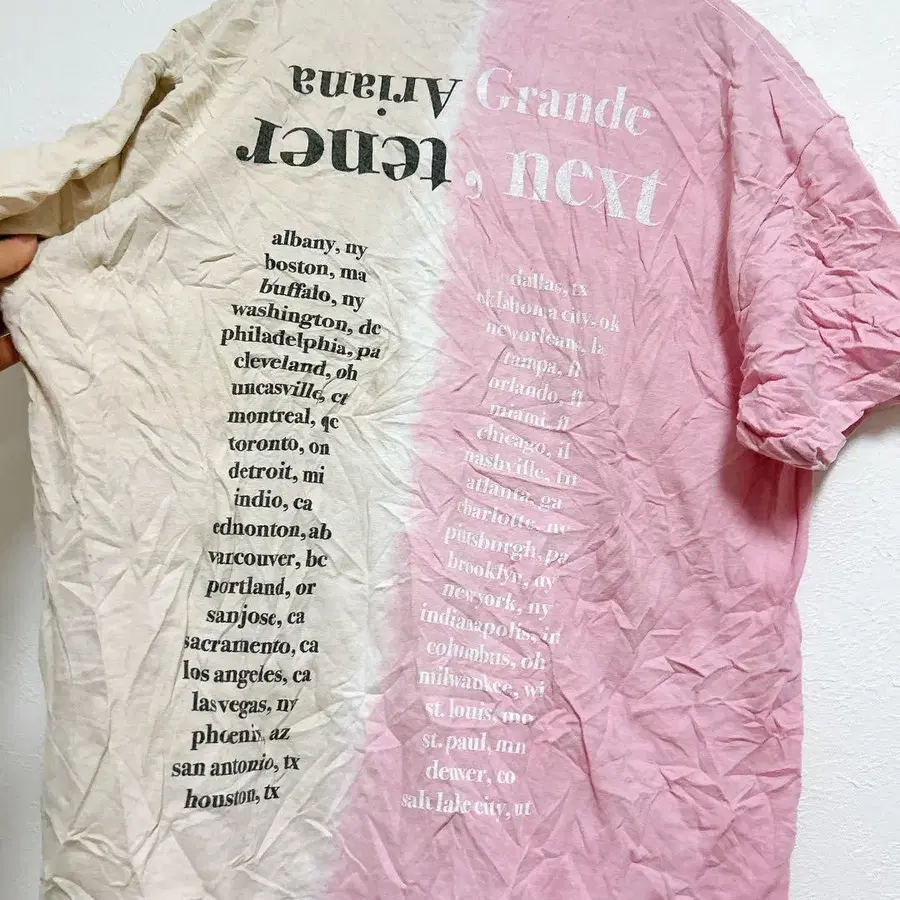 Ariana
tener
albany, ny
boston, ma
buffalo, ny
washington, dc
philadelphia, pa
cleveland, oh
uncasville, ct
montreal, qc
toronto, on
detroit, mi
indio, ca
edmonton, ab
vancouver, bc
portland, or
san jose, ca
sacramento, ca
los angeles, ca
las vegas, nv
phoenix, az
san antonio, tx
houston, tx
Grande
, next
dallas, tx
oklahoma city, ok
new orleans, la
tampa, fl
orlando, fl
miami, fl
chicago, il
nashville, tn
atlanta, ga
charlotte, nc
pittsburgh, pa
brooklyn, ny
new york, ny
indianapolis, in
columbus, oh
milwaukee, wi
st. louis, mo
st. paul, mn
denver, co
salt lake city, ut